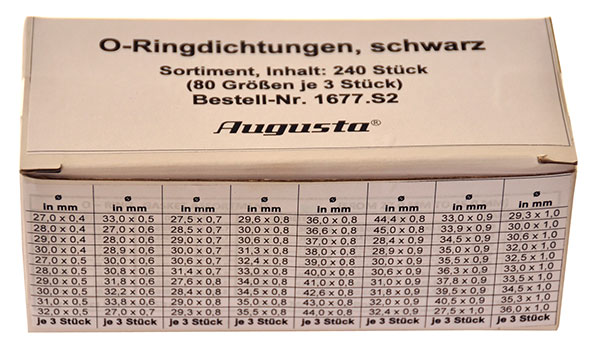 O-Ringdichtungen, schwarz
Sortiment, Inhalt: 240 Stück
(80 Größen je 3 Stück)
Bestell-Nr. 1677.S2
Augusta®
ø ø ø ø ø ø ø ø
in mm in mm in mm in mm in mm in mm in mm in mm
27,0 x 0,4 33,0 x 0,5 27,5 x 0,7 29,6 x 0,8 36,0 x 0,8 44,4 x 0,8 33,0 x 0,9 29,3 x 1,0
28,0 x 0,4 27,0 x 0,6 28,5 x 0,7 30,0 x 0,8 36,6 x 0,8 45,0 x 0,8 33,9 x 0,9 30,0 x 1,0
29,0 x 0,4 28,0 x 0,6 29,0 x 0,7 30,6 x 0,8 37,0 x 0,8 28,4 x 0,9 34,5 x 0,9 30,6 x 1,0
30,0 x 0,4 28,9 x 0,6 30,0 x 0,7 31,3 x 0,8 38,0 x 0,8 28,9 x 0,9 35,0 x 0,9 32,0 x 1,0
27,0 x 0,5 30,0 x 0,6 30,6 x 0,7 32,4 x 0,8 39,0 x 0,8 30,0 x 0,9 35,5 x 0,9 32,5 x 1,0
28,0 x 0,5 30,8 x 0,6 31,4 x 0,7 33,0 x 0,8 40,0 x 0,8 30,6 x 0,9 36,3 x 0,9 33,0 x 1,0
29,0 x 0,5 31,8 x 0,6 27,6 x 0,8 34,0 x 0,8 41,0 x 0,8 31,0 x 0,9 37,8 x 0,9 33,5 x 1,0
30,0 x 0,5 32,2 x 0,6 28,6 x 0,8 34,5 x 0,8 42,6 x 0,8 31,8 x 0,9 39,5 x 0,9 34,5 x 1,0
31,0 x 0,5 33,8 x 0,6 29,0 x 0,8 35,0 x 0,8 43,0 x 0,8 32,0 x 0,9 40,5 x 0,9 35,3 x 1,0
32,0 x 0,5 27,0 x 0,7 29,3 x 0,8 35,5 x 0,8 44,0 x 0,8 32,4 x 0,9 27,5 x 1,0 36,0 x 1,0
je 3 Stück je 3 Stück je 3 Stück je 3 Stück je 3 Stück je 3 Stück je 3 Stück je 3 Stück